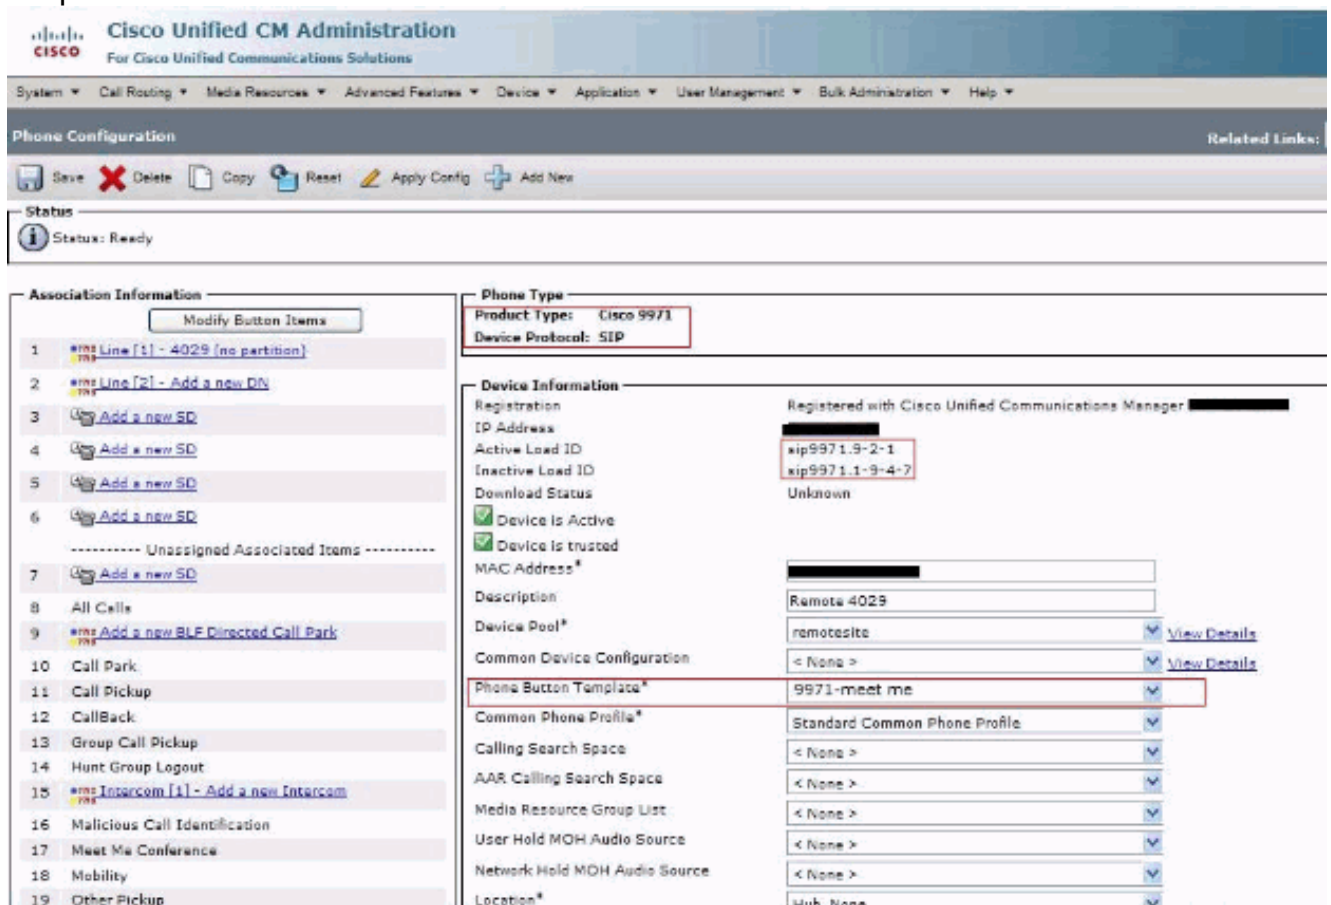 Cisco Unified CM Administration
CISCO For Cisco Unified Communications Solutions
System Call Routing Media Resources Advanced Features Device Application User Management Bulk Administration Help
Phone Configuration Related Links:
Save Delete Copy Reset Apply Config Add New
Status
Status: Ready
Association Information
Modify Button Items
1 Line [1] - 4029 (no partition)
2 Line [2] - Add a new DN
3 Add a new SD
4 Add a new SD
5 Add a new SD
6 Add a new SD
---------- Unassigned Associated Items ----------
7 Add a new SD
8 All Calls
9 Add a new BLF Directed Call Park
10 Call Park
11 Call Pickup
12 CallBack
13 Group Call Pickup
14 Hunt Group Logout
15 Intercom [1] - Add a new Intercom
16 Malicious Call Identification
17 Meet Me Conference
18 Mobility
19 Other Pickup
Phone Type
Product Type: Cisco 9971
Device Protocol: SIP
Device Information
Registration Registered with Cisco Unified Communications Manager
IP Address
Active Load ID sip9971.9-2-1
Inactive Load ID sip9971.1-9-4-7
Download Status Unknown
Device is Active
Device is trusted
MAC Address*
Description Remote 4029
Device Pool* remotesite View Details
Common Device Configuration < None > View Details
Phone Button Template* 9971-meet me
Common Phone Profile* Standard Common Phone Profile
Calling Search Space < None >
AAR Calling Search Space < None >
Media Resource Group List < None >
User Hold MOH Audio Source < None >
Network Hold MOH Audio Source < None >
Location* Hub_None